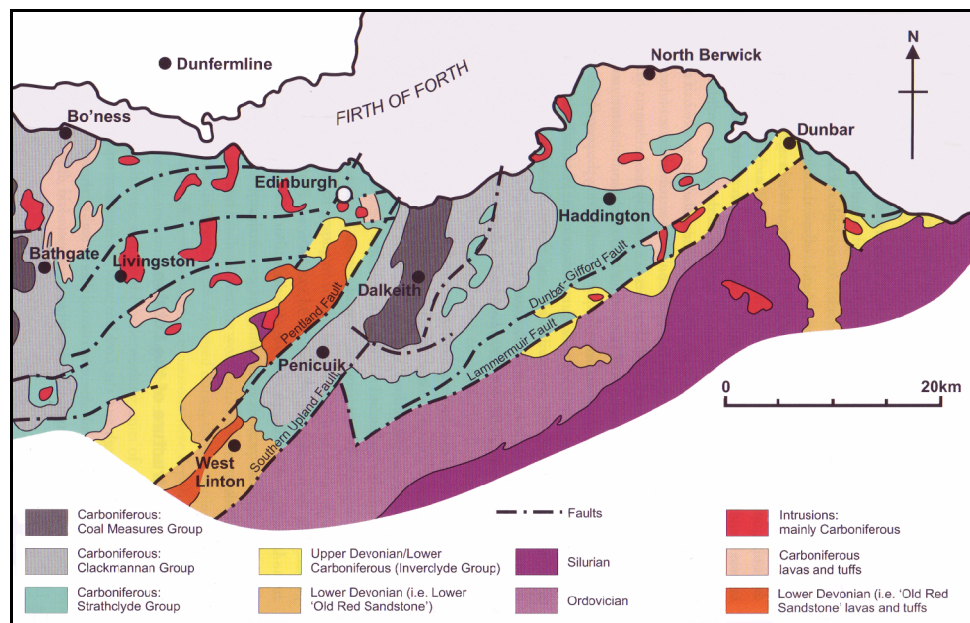 N
Dunfermline
North Berwick
FIRTH OF FORTH
Bo'ness
Dunbar
Edinburgh
Haddington
Bathgate
Livingston
Dalkeith
Dunbar-Gifford Fault
Pentland Fault
Lammermuir Fault
Penicuik
Southern Upland Fault
0 20km
West
Linton
Carboniferous:
Coal Measures Group
Faults
Intrusions:
mainly Carboniferous
Carboniferous:
Clackmannan Group
Upper Devonian/Lower
Carboniferous (Inverclyde Group)
Silurian
Carboniferous
lavas and tuffs
Carboniferous:
Strathclyde Group
Lower Devonian (i.e. Lower
'Old Red Sandstone')
Ordovician
Lower Devonian (i.e. 'Old Red
Sandstone' lavas and tuffs